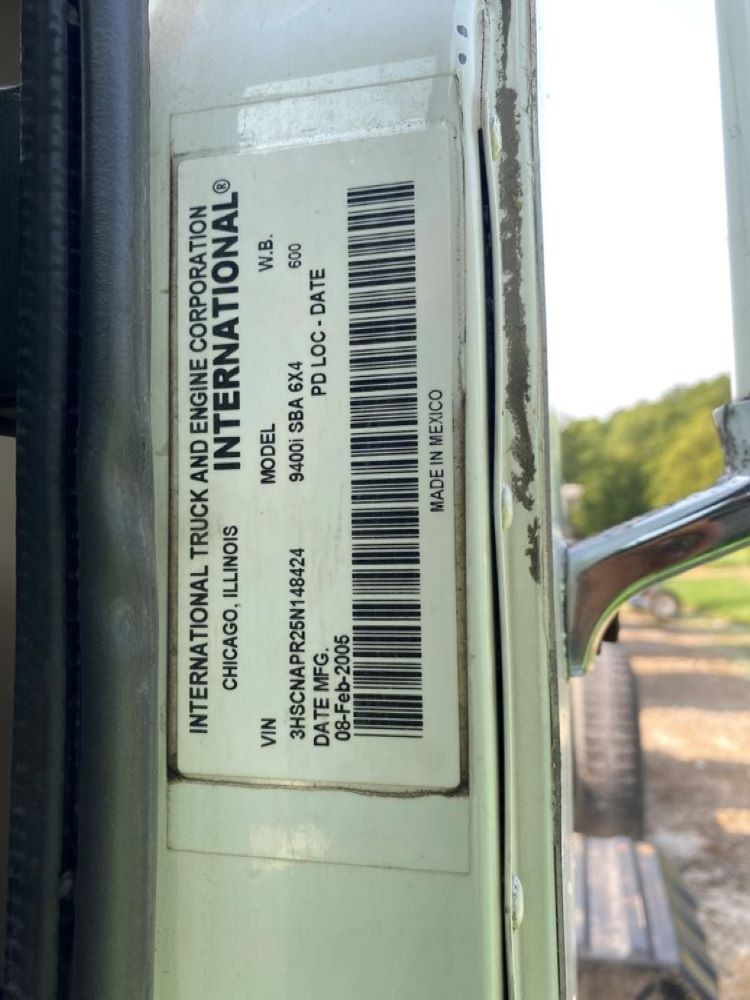 INTERNATIONAL TRUCK AND ENGINE CORPORATION
CHICAGO, ILLINOIS INTERNATIONAL®
VIN MODEL W.B.
3HSCNAPR25N148424 9400i SBA 6X4 600
DATE MFG. PD LOC - DATE
08-Feb-2005
MADE IN MEXICO